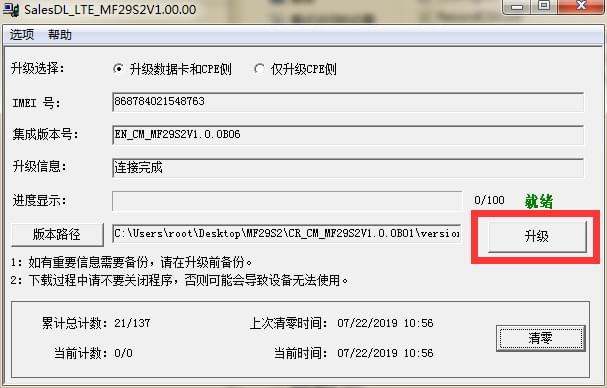 SalesDL_LTE_MF29S2V1.00.00
选项 帮助
升级选择： 升级数据卡和CPE侧 仅升级CPE侧
IMEI 号： 868784021548763
集成版本号： EN_CM_MF29S2V1.0.0B06
升级信息： 连接完成
进度显示： 0/100 就绪
版本路径 C:\Users\root\Desktop\MF29S2\CR_CM_MF29S2V1.0.0B01\version 升级
1：如有重要信息需要备份，请在升级前备份。
2：下载过程中请不要关闭程序，否则可能会导致设备无法使用。
累计总计数：21/137 上次清零时间： 07/22/2019 10:56
当前计数：0/0 当前时间： 07/22/2019 10:56
清零